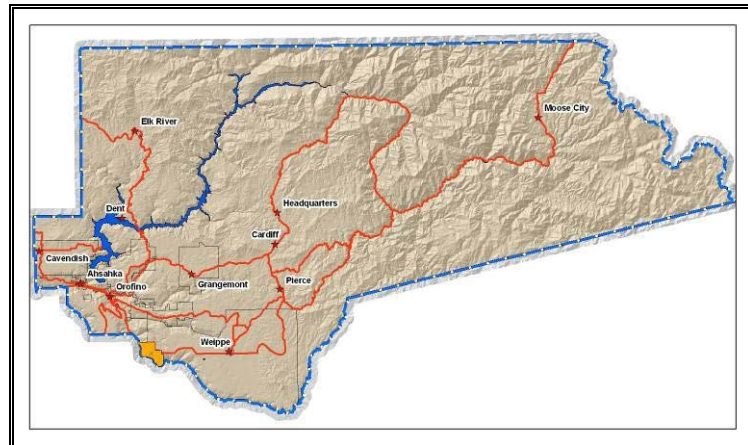 Moose City
Elk River
Headquarters
Dent
Cardiff
Cavendish
Ahsahka
Grangemont
Pierce
Orofino
Weippe